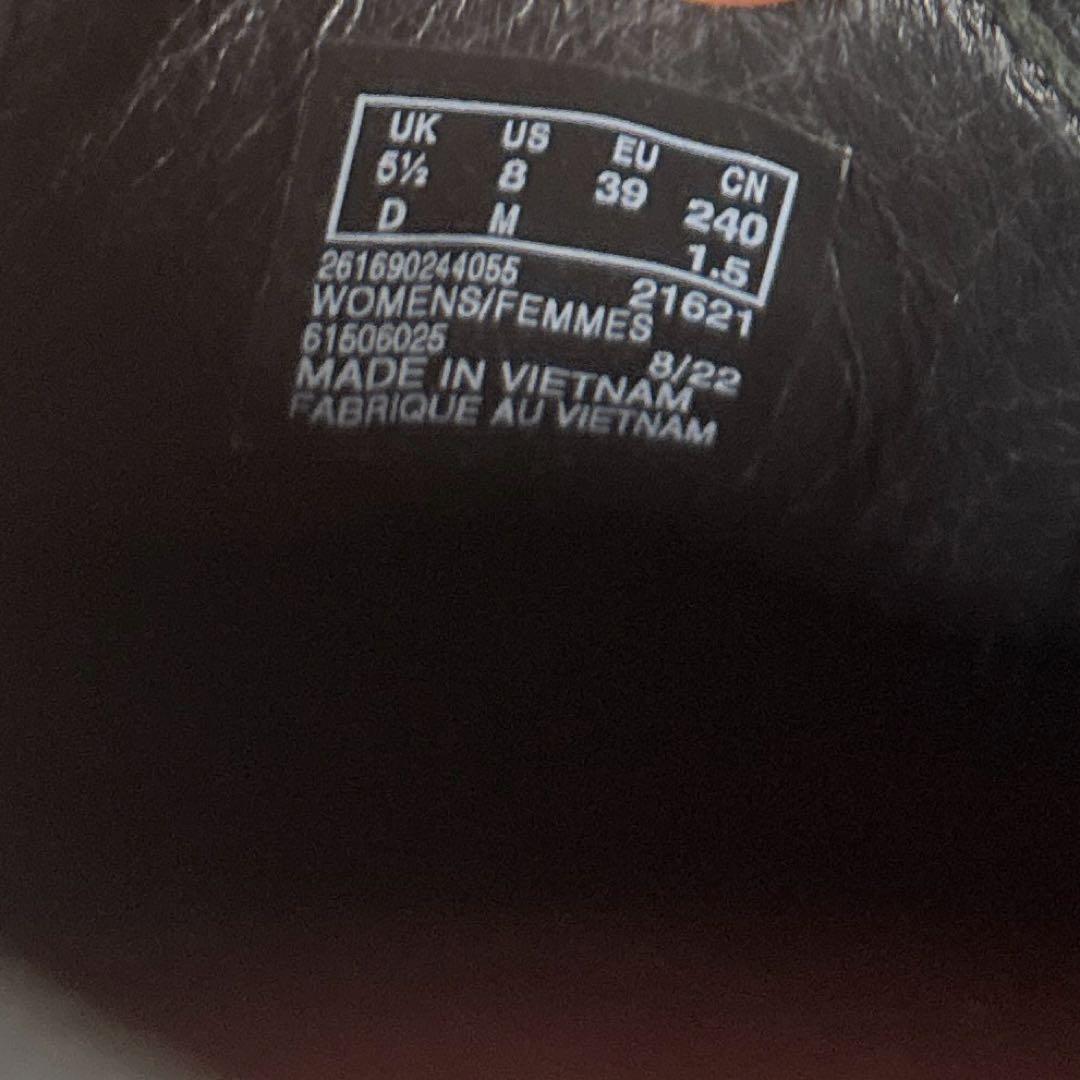 UK US EU CN
5½ 8 39 240
D M 1.5
261690244055 21621
WOMENS/FEMMES
61606025 8/22
MADE IN VIETNAM
FABRIQUE AU VIETNAM